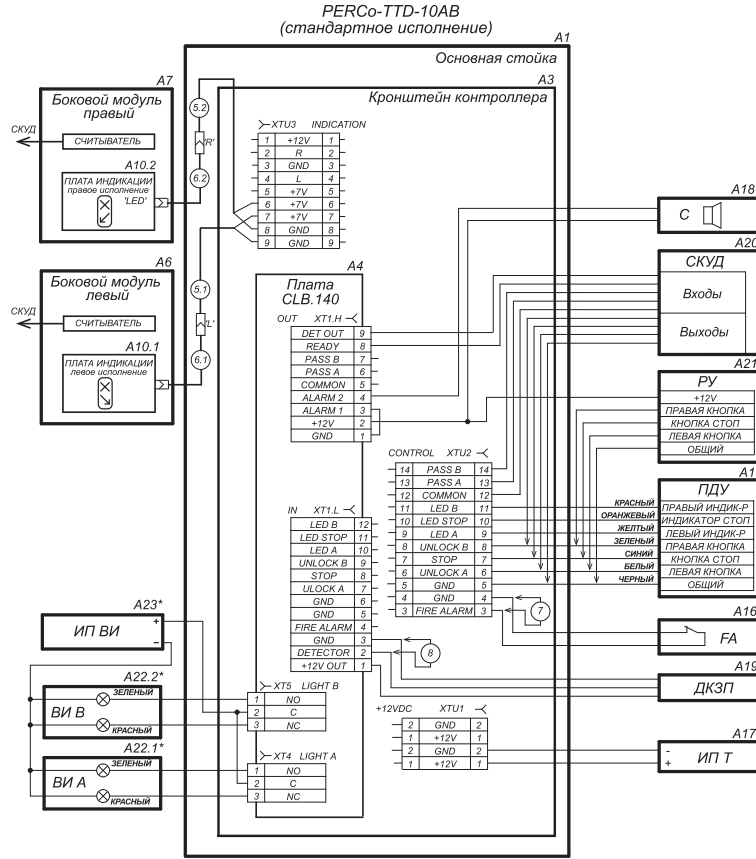 PERCo-TTD-10AB
(стандартное исполнение)
A1
Основная стойка
A3
Кронштейн контроллера
A7
Боковой модуль
правый
СКУД
СЧИТЫВАТЕЛЬ
A10.2
ПЛАТА ИНДИКАЦИИ
правое исполнение
'LED'
5.2
'R'
6.2
A6
Боковой модуль
левый
СКУД
СЧИТЫВАТЕЛЬ
A10.1
ПЛАТА ИНДИКАЦИИ
левое исполнение
5.1
'L'
6.1
XTU3 INDICATION
1 +12V 1
2 R 2
3 GND 3
4 L 4
5 +7V 5
6 +7V 6
7 +7V 7
8 GND 8
9 GND 9
A4
Плата
CLB.140
OUT XT1.H
DET OUT 9
READY 8
PASS B 7
PASS A 6
COMMON 5
ALARM 2 4
ALARM 1 3
+12V 2
GND 1
CONTROL XTU2
14 PASS B 14
13 PASS A 13
12 COMMON 12
11 LED B 11
10 LED STOP 10
9 LED A 9
8 UNLOCK B 8
7 STOP 7
6 UNLOCK A 6
5 GND 5
4 GND 4
3 FIRE ALARM 3
7
IN XT1.L
LED B 12
LED STOP 11
LED A 10
UNLOCK B 9
STOP 8
ULOCK A 7
GND 6
GND 5
FIRE ALARM 4
GND 3
DETECTOR 2
+12V OUT 1
8
XT5 LIGHT B
1 NO
2 C
3 NC
XT4 LIGHT A
1 NO
2 C
3 NC
+12VDC XTU1
2 GND 2
1 +12V 1
2 GND 2
1 +12V 1
A23*
ИП ВИ
+
−
A22.2*
ВИ B
ЗЕЛЕНЫЙ
КРАСНЫЙ
A22.1*
ВИ A
ЗЕЛЕНЫЙ
КРАСНЫЙ
A18
С
A20
СКУД
Входы
Выходы
A21
РУ
+12V
ПРАВАЯ КНОПКА
КНОПКА СТОП
ЛЕВАЯ КНОПКА
ОБЩИЙ
A1
ПДУ
КРАСНЫЙ ПРАВЫЙ ИНДИК-Р
ОРАНЖЕВЫЙ ИНДИКАТОР СТОП
ЖЕЛТЫЙ ЛЕВЫЙ ИНДИК-Р
ЗЕЛЕНЫЙ ПРАВАЯ КНОПКА
СИНИЙ КНОПКА СТОП
БЕЛЫЙ ЛЕВАЯ КНОПКА
ЧЕРНЫЙ ОБЩИЙ
A16
FA
A19
ДКЗП
A17
-
+
ИП Т